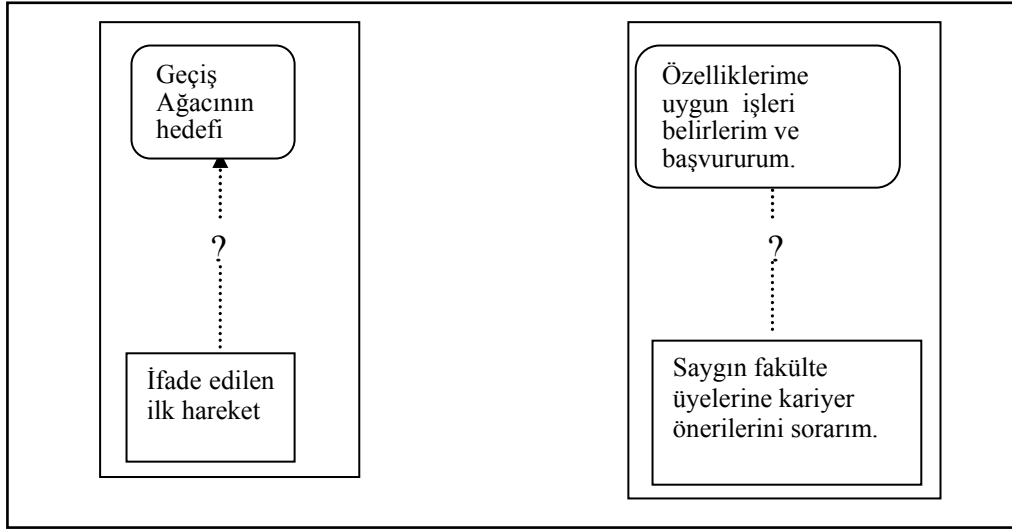 Geçiş
Ağacının
hedefi
?
İfade edilen
ilk hareket
Özelliklerime
uygun işleri
belirlerim ve
başvururum.
?
Saygın fakülte
üyelerine kariyer
önerilerini sorarım.